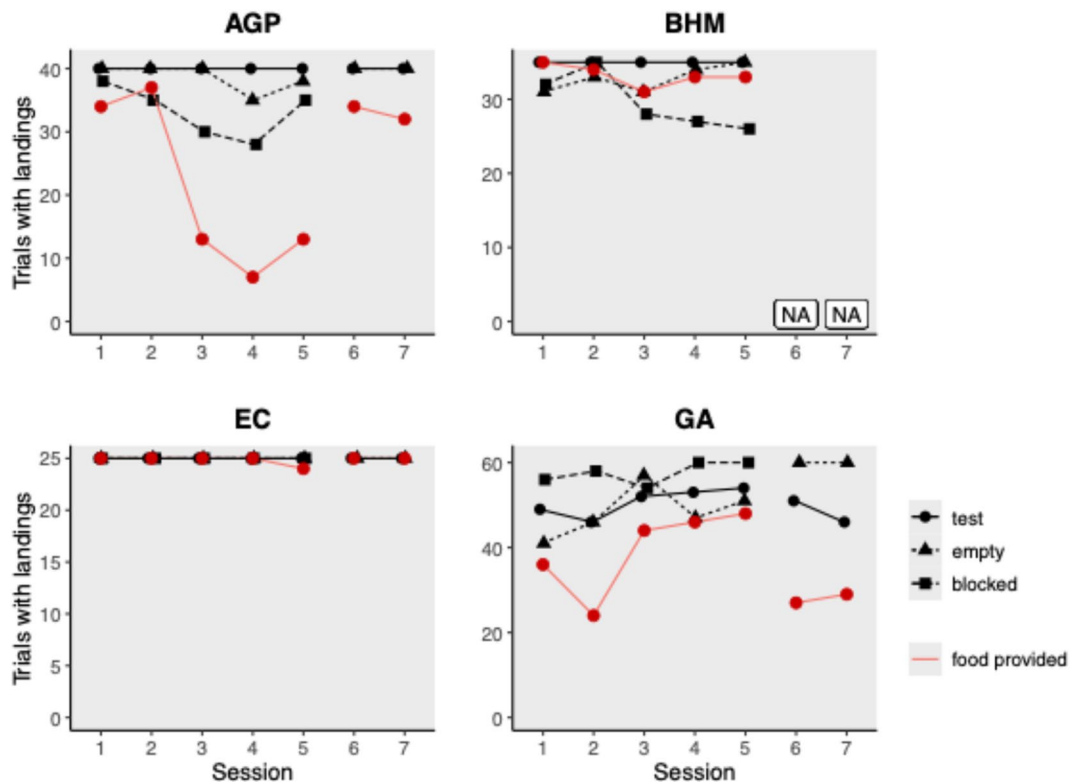 AGP
BHM
Trials with landings
40
30
20
10
0
1 2 3 4 5 6 7
30
20
10
0
NA NA
1 2 3 4 5 6 7
EC
GA
Trials with landings
25
20
15
10
5
0
1 2 3 4 5 6 7
Session
60
40
20
0
1 2 3 4 5 6 7
Session
test
empty
blocked
food provided